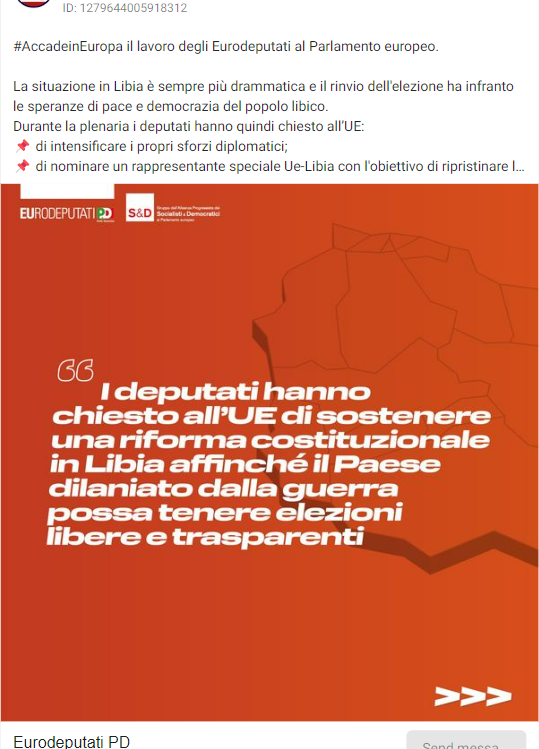 ID: 1279644005918312
#AccadeinEuropa il lavoro degli Eurodeputati al Parlamento europeo.
La situazione in Libia è sempre più drammatica e il rinvio dell'elezione ha infranto
le speranze di pace e democrazia del popolo libico.
Durante la plenaria i deputati hanno quindi chiesto all'UE:
📌 di intensificare i propri sforzi diplomatici;
📌 di nominare un rappresentante speciale Ue-Libia con l'obiettivo di ripristinare l...
EURODEPUTATI PD
S&D
Gruppo dell'Alleanza Progressista de
Socialisti & Democratici
al Parlamento europeo
“
I deputati hanno
chiesto all'UE di sostenere
una riforma costituzionale
in Libia affinché il Paese
dilaniato dalla guerra
possa tenere elezioni
libere e trasparenti
>>>
Eurodeputati PD
Send messa...